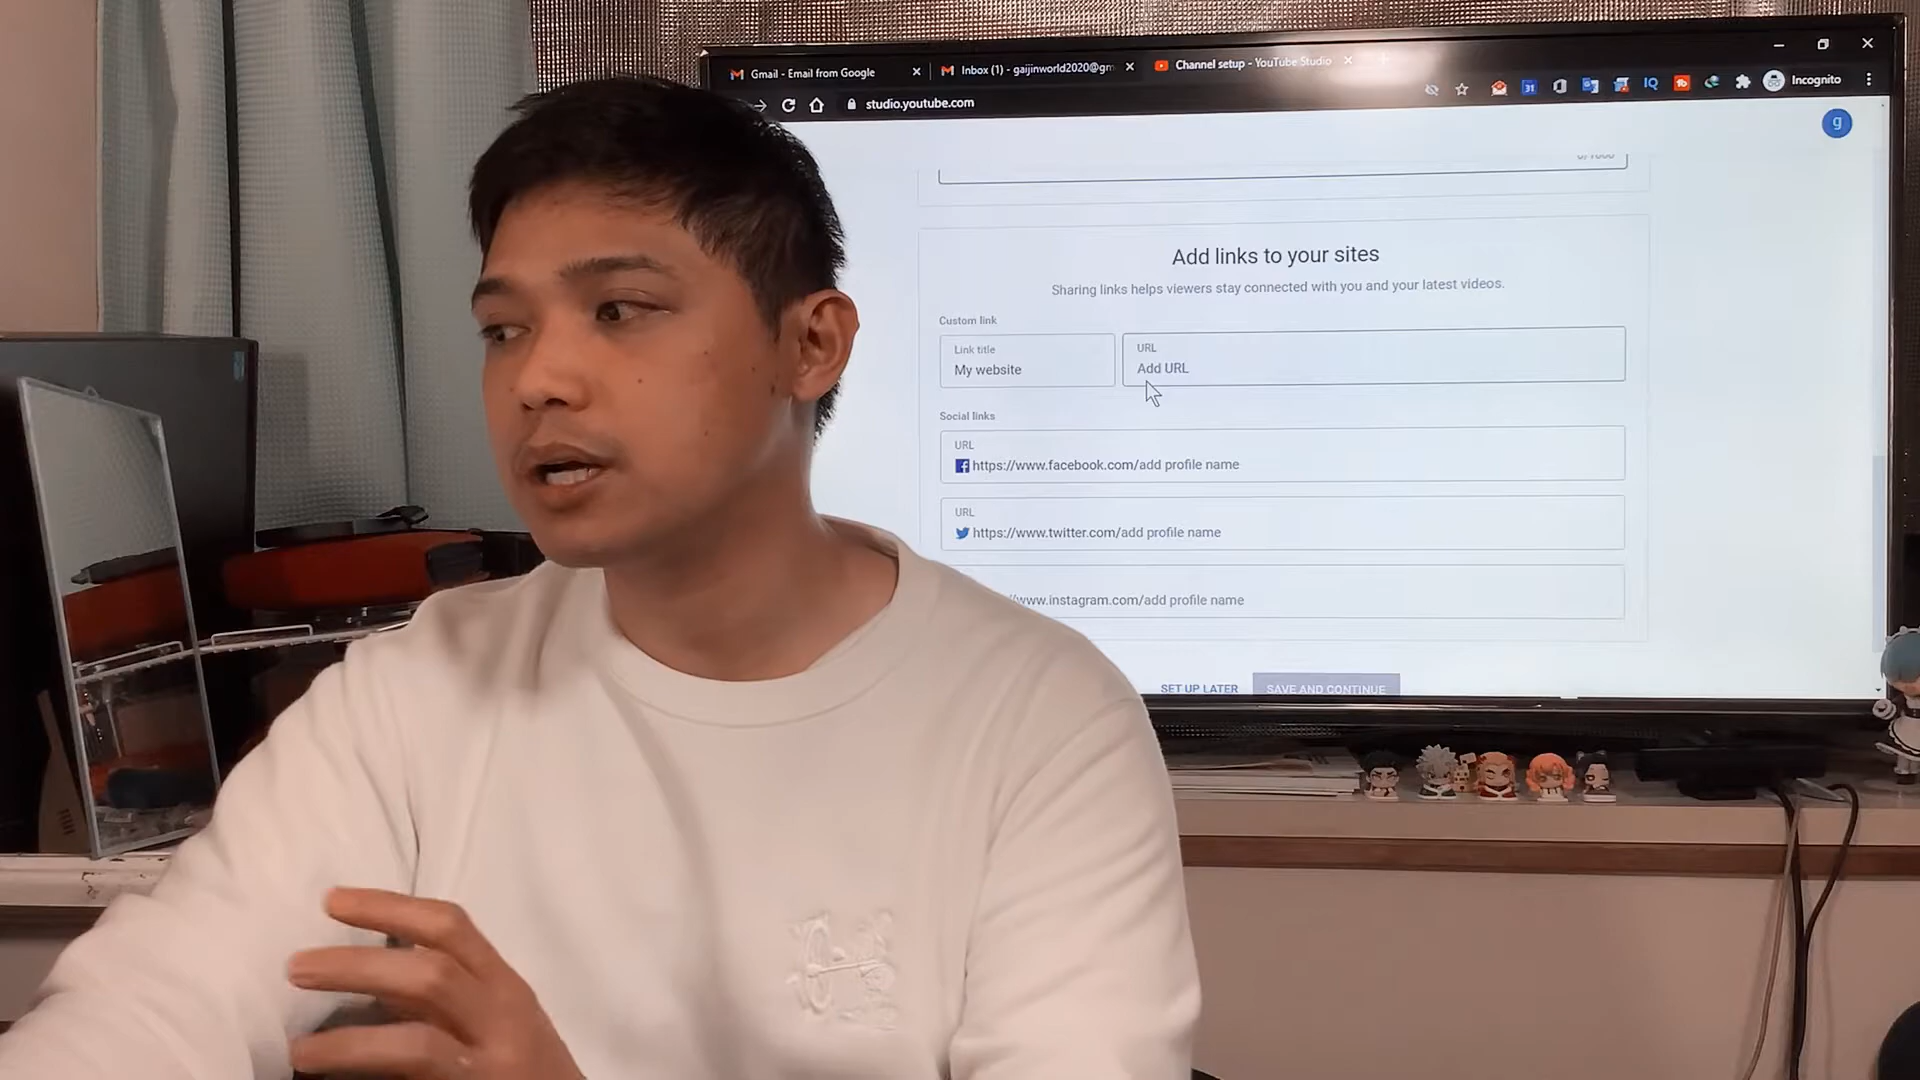 Gmail - Email from Google
Inbox (1) - gaijinworld2020@gm
Channel setup - YouTube Studio
studio.youtube.com
31
IQ
Incognito
g
Add links to your sites
Sharing links helps viewers stay connected with you and your latest videos.
Custom link
Link title
My website
URL
Add URL
Social links
URL
https://www.facebook.com/add profile name
URL
https://www.twitter.com/add profile name
/www.instagram.com/add profile name
SET UP LATER
SAVE AND CONTINUE